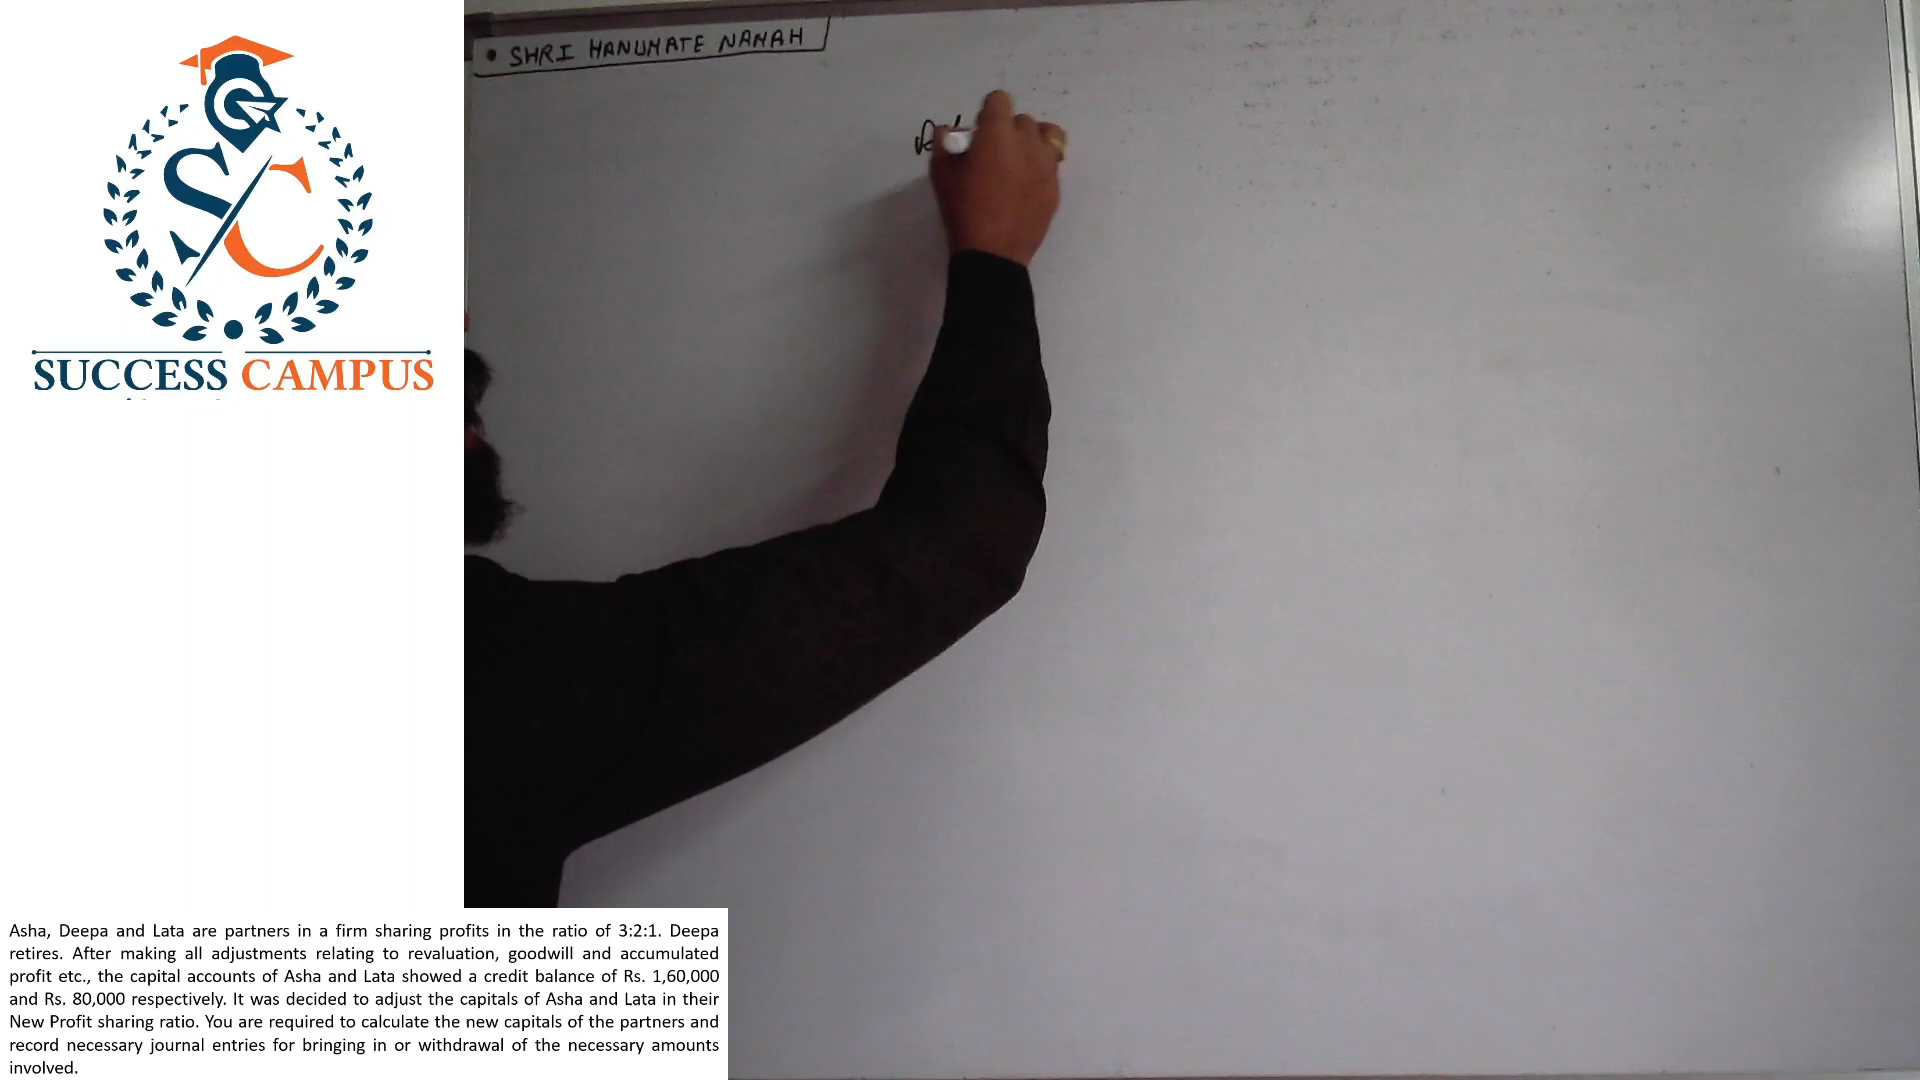 • SHRI HANUMATE NAMAH
SC
SUCCESS CAMPUS
Asha, Deepa and Lata are partners in a firm sharing profits in the ratio of 3:2:1. Deepa
retires. After making all adjustments relating to revaluation, goodwill and accumulated
profit etc., the capital accounts of Asha and Lata showed a credit balance of Rs. 1,60,000
and Rs. 80,000 respectively. It was decided to adjust the capitals of Asha and Lata in their
New Profit sharing ratio. You are required to calculate the new capitals of the partners and
record necessary journal entries for bringing in or withdrawal of the necessary amounts
involved.